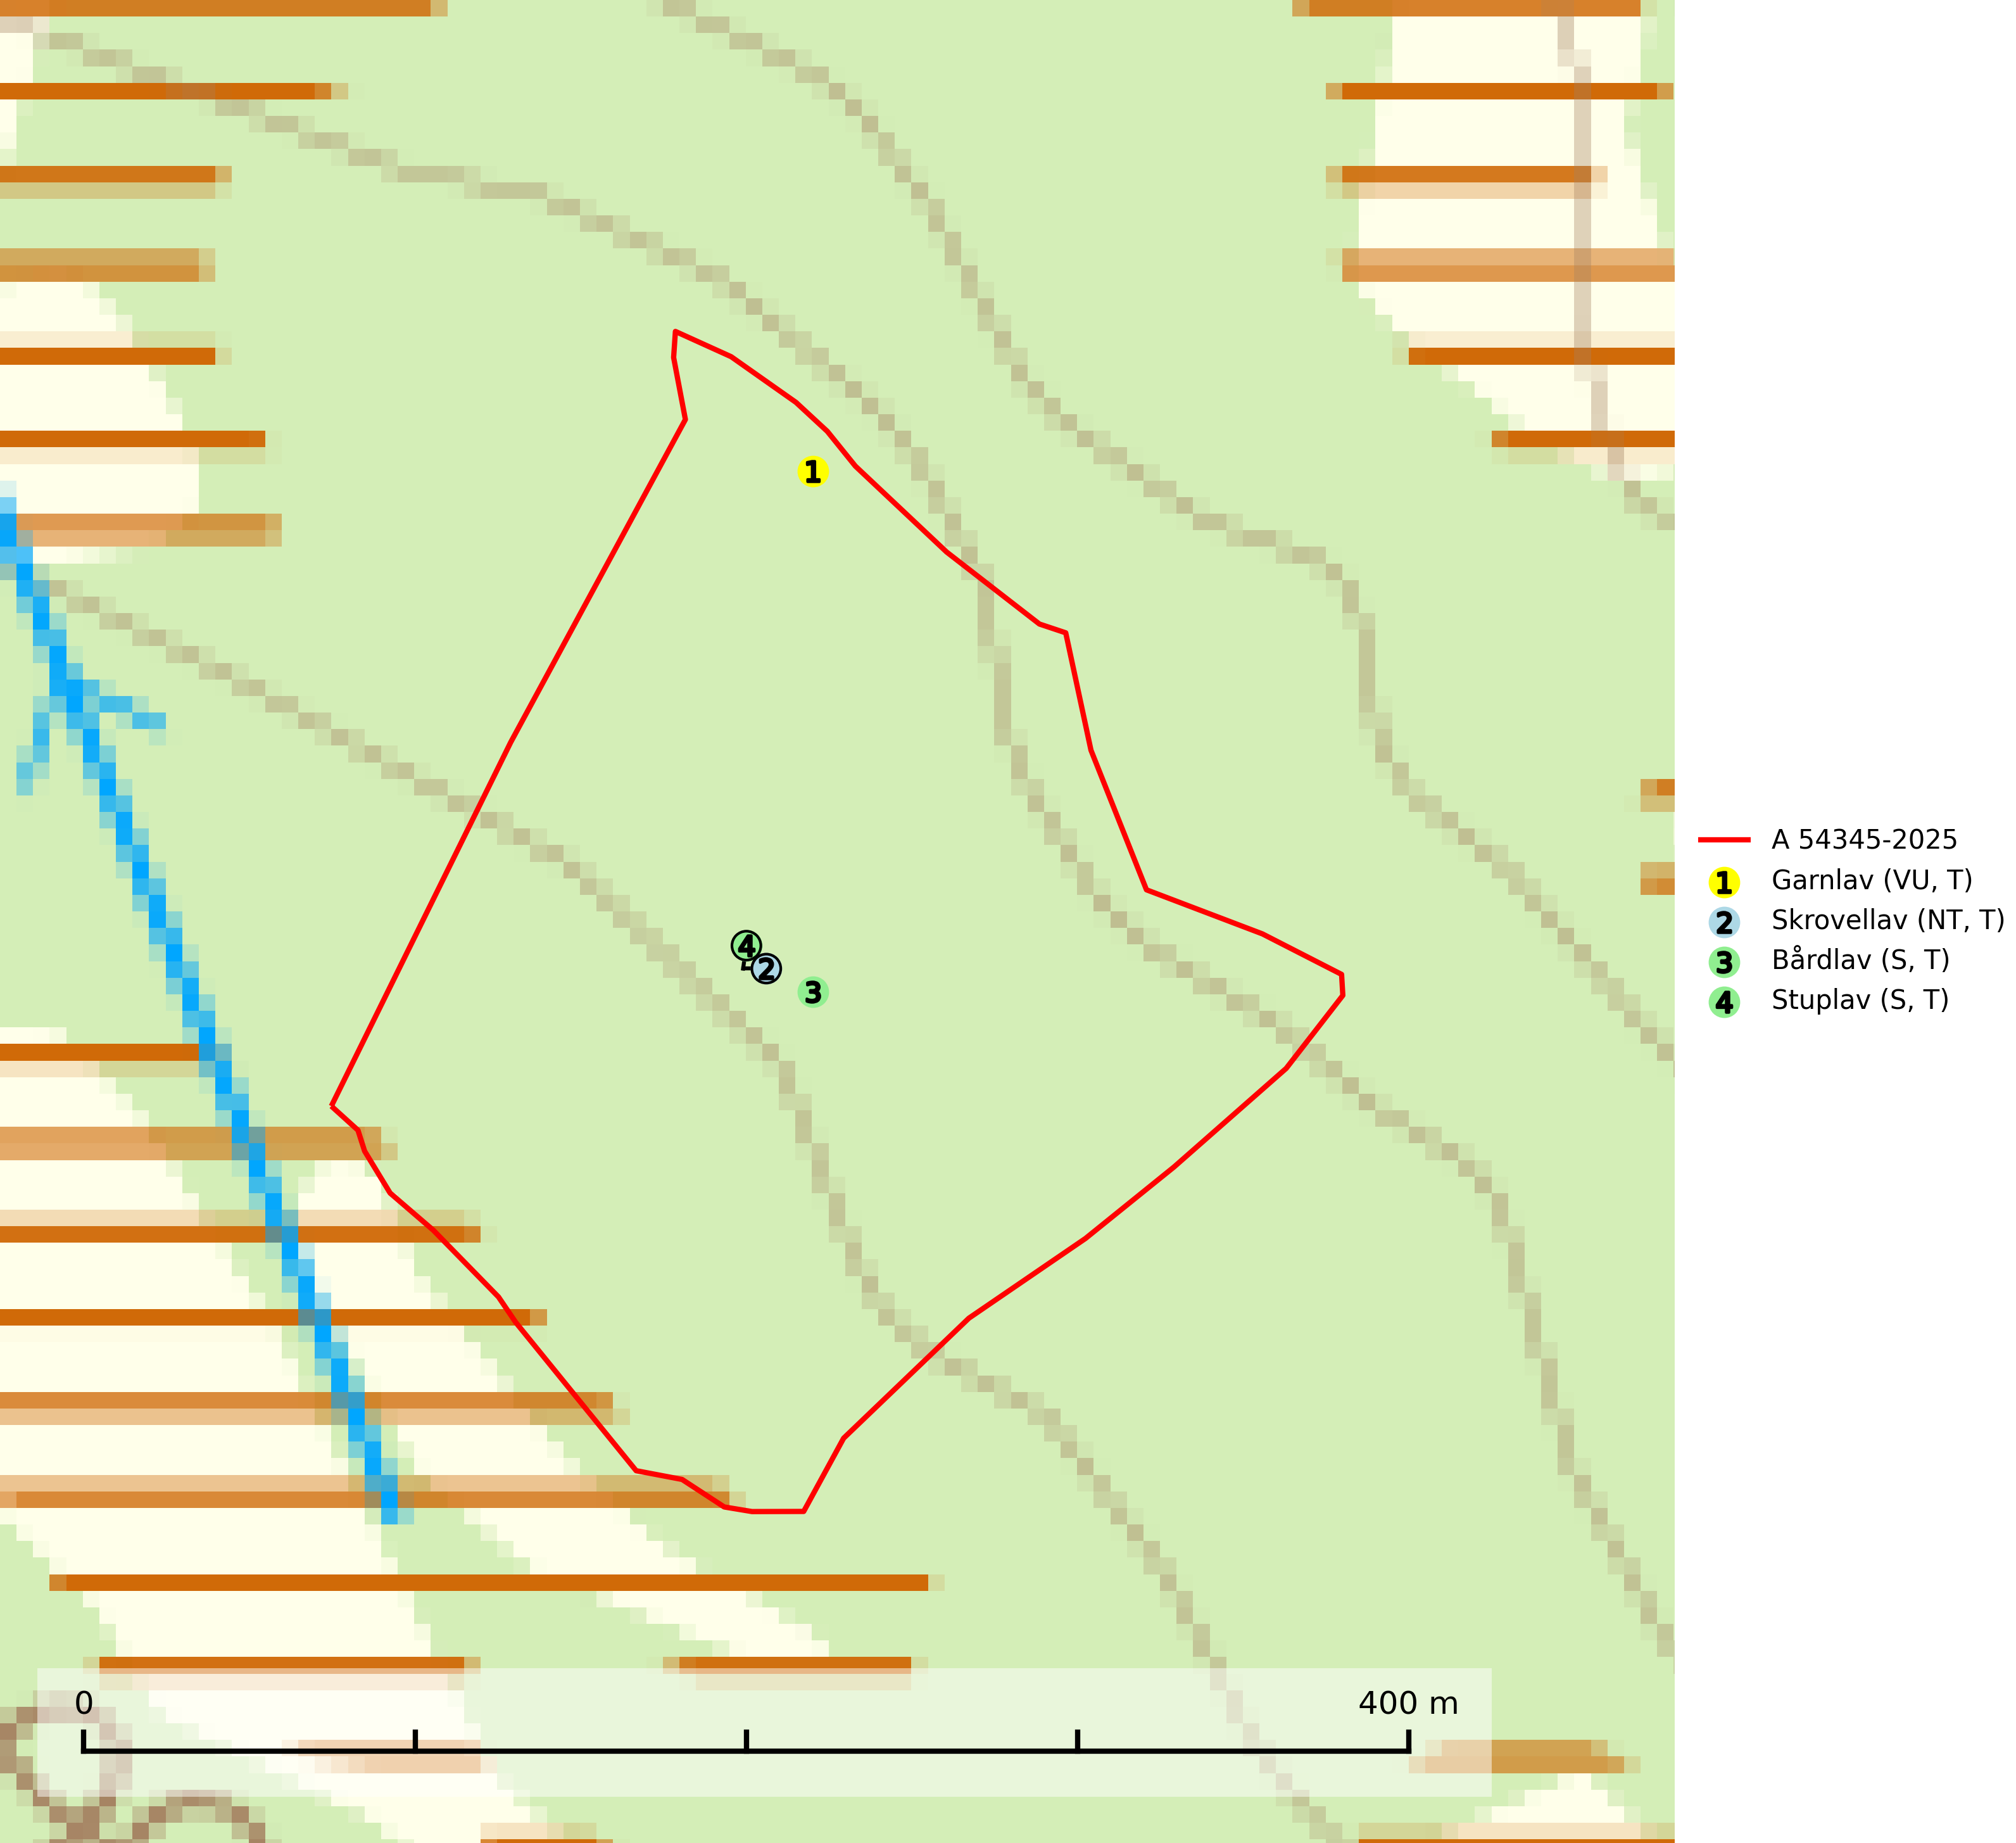 1
4
2
3
A 54345-2025
1 Garnlav (VU, T)
2 Skrovellav (NT, T)
3 Bårdlav (S, T)
4 Stuplav (S, T)
0 400 m